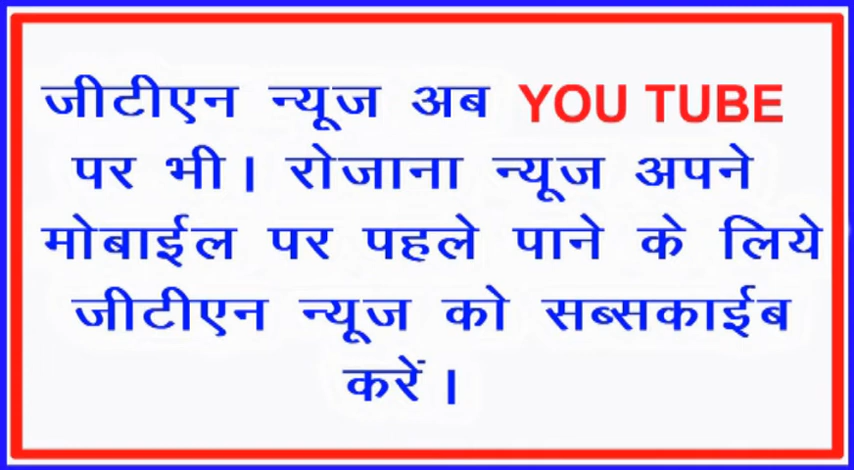 जीटीएन न्यूज अब YOU TUBE
पर भी। रोजाना न्यूज अपने
मोबाईल पर पहले पाने के लिये
जीटीएन न्यूज को सब्सकाईब
करें।